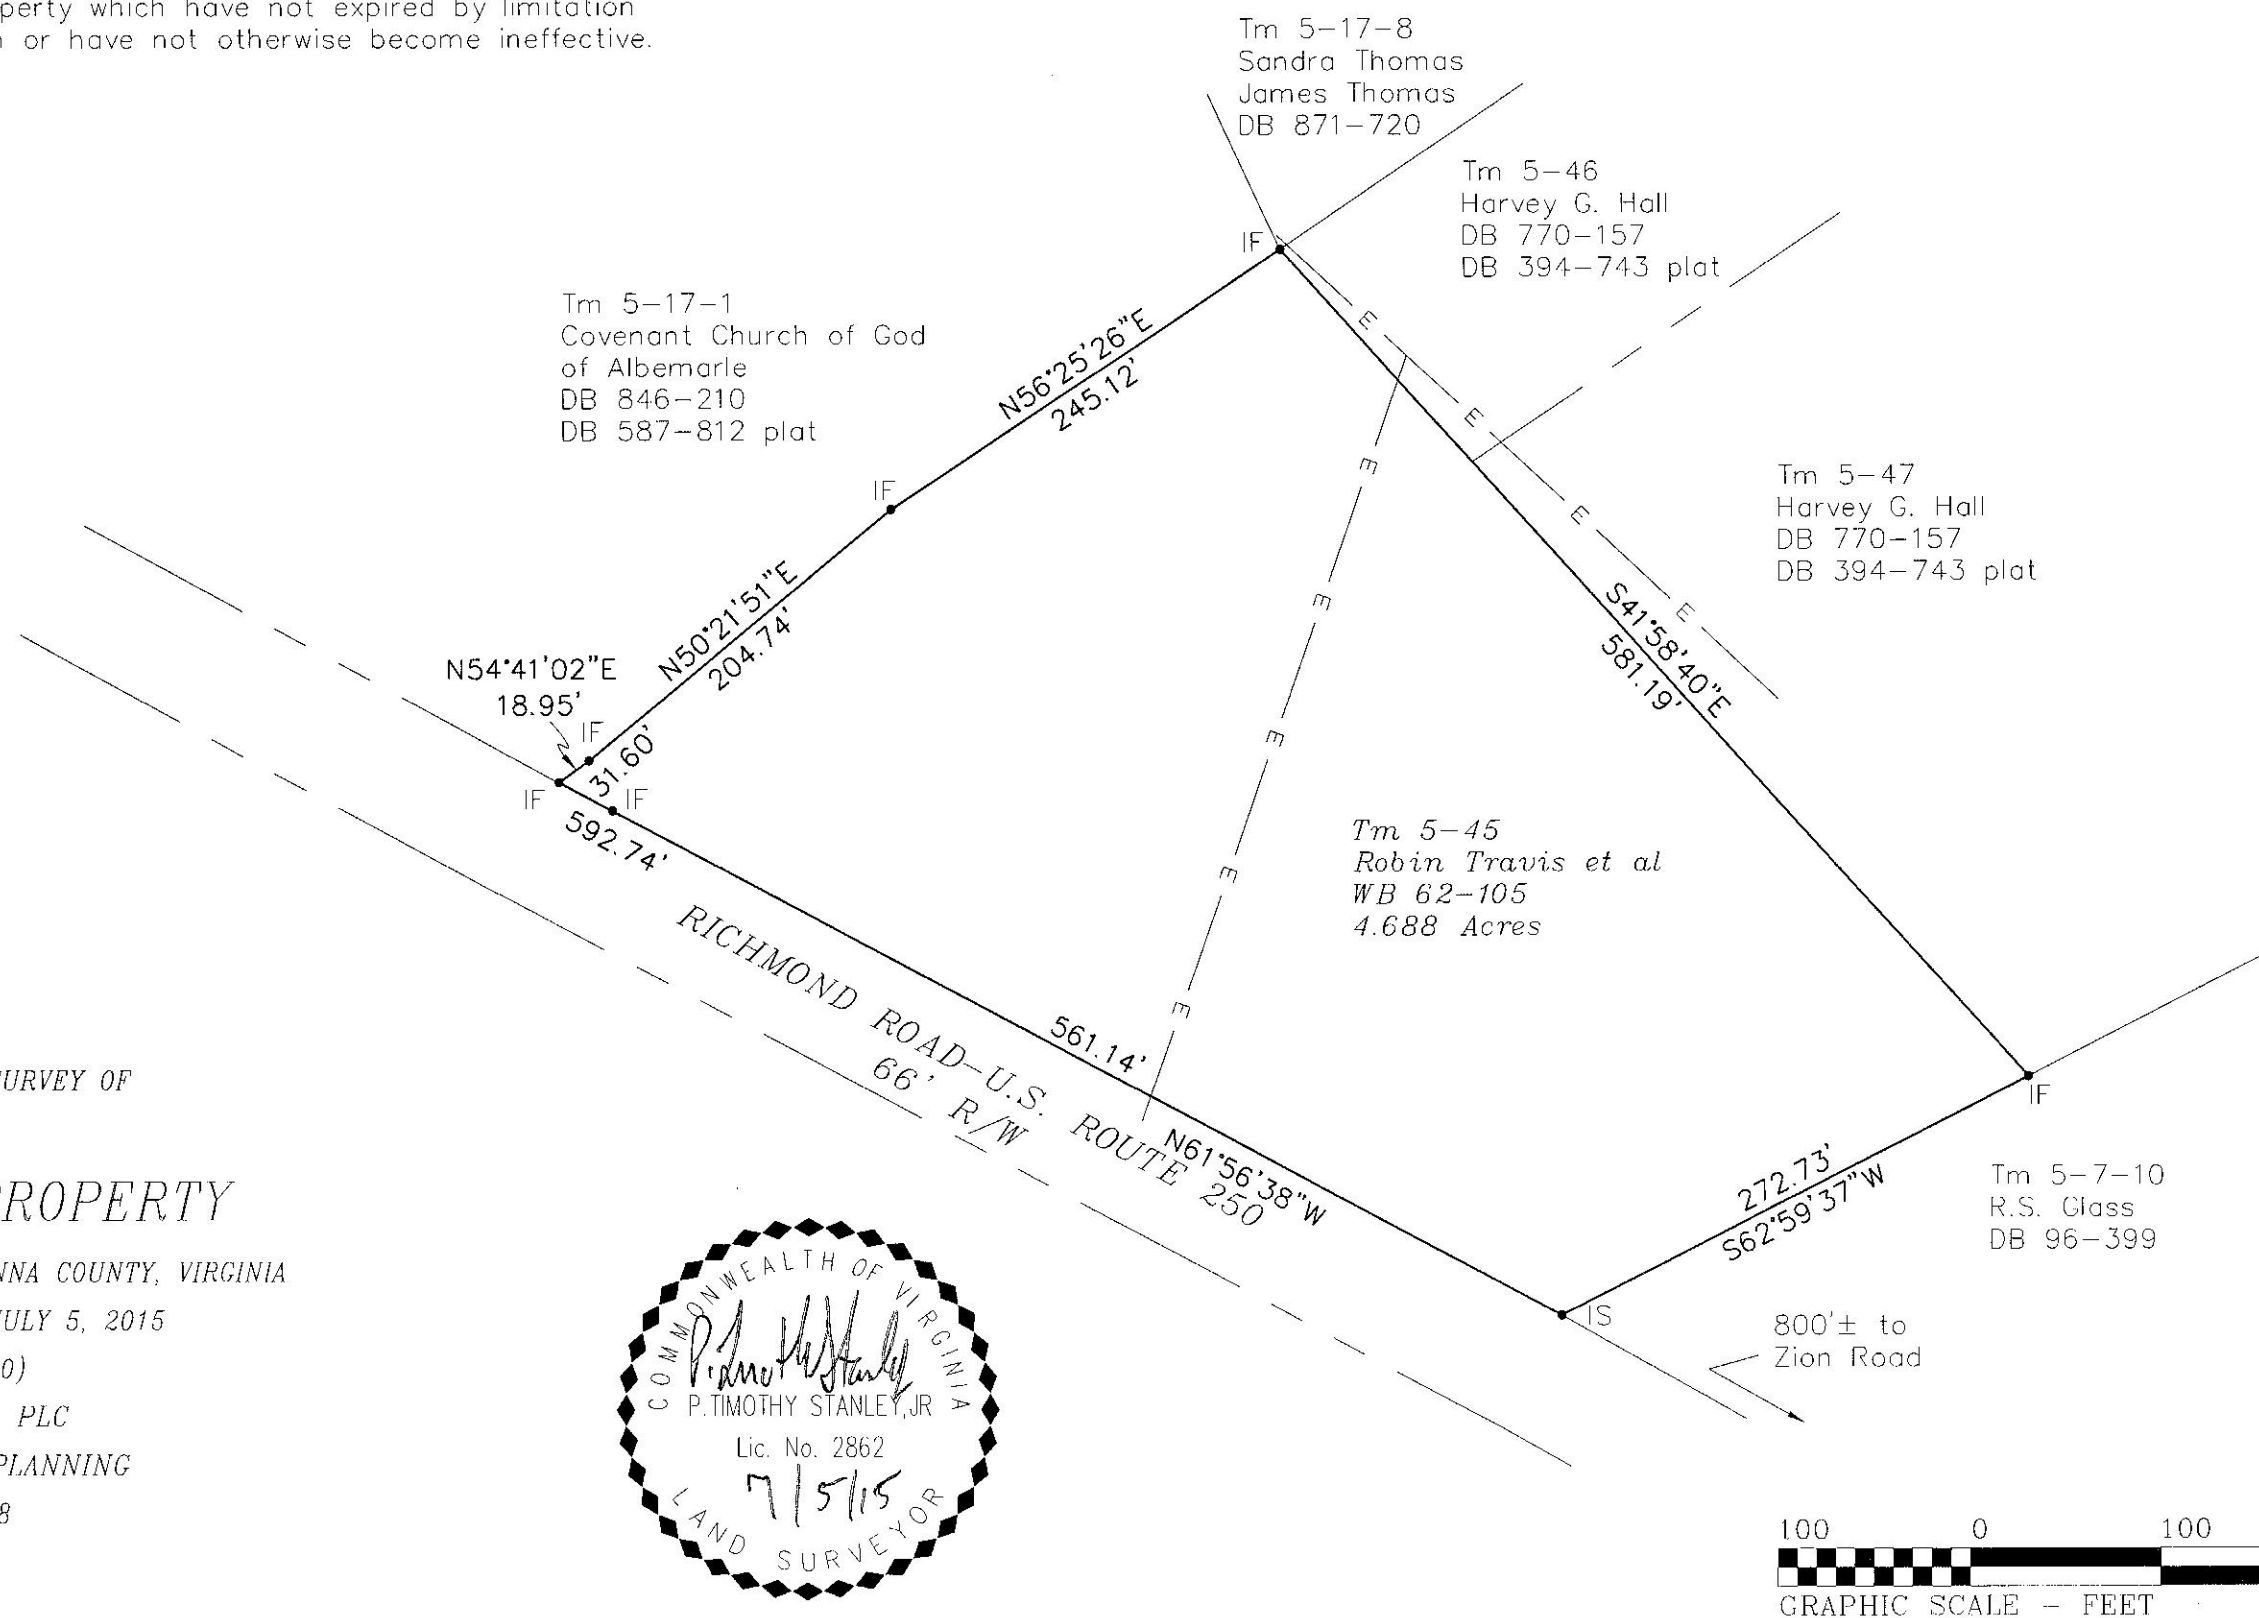 perty which have not expired by limitation
or have not otherwise become ineffective.
Tm 5-17-8
Sandra Thomas
James Thomas
DB 871-720
Tm 5-46
Harvey G. Hall
DB 770-157
DB 394-743 plat
IF
Tm 5-17-1
Covenant Church of God
of Albemarle
DB 846-210
DB 587-812 plat
N56°25'26"E
245.12'
E
E
E
E
E
E
E
E
E
Tm 5-47
Harvey G. Hall
DB 770-157
DB 394-743 plat
IF
N50°21'51"E
204.74'
S41°58'40"E
581.19'
N54°41'02"E
18.95'
IF
31.60'
IF
IF
592.74'
Tm 5-45
Robin Travis et al
WB 62-105
4.688 Acres
RICHMOND ROAD-U.S. ROUTE 250
66' R/W
561.14'
N61°56'38"W
IF
272.73'
S62°59'37"W
Tm 5-7-10
R.S. Glass
DB 96-399
IS
800'± to
Zion Road
URVEY OF
ROPERTY
NNA COUNTY, VIRGINIA
JULY 5, 2015
0)
PLC
PLANNING
8
COMMONWEALTH OF VIRGINIA
P. Timothy Stanley
P. TIMOTHY STANLEY, JR
Lic. No. 2862
7/5/15
LAND SURVEYOR
100 0 100
GRAPHIC SCALE - FEET